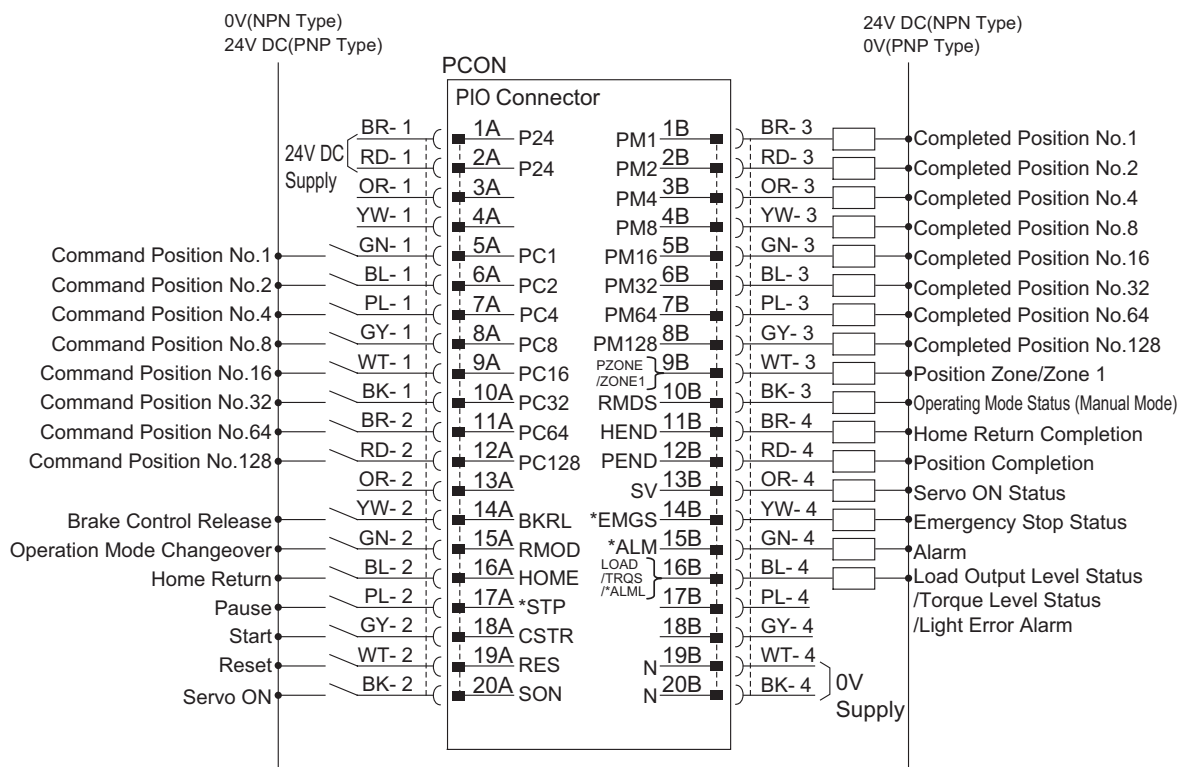 0V(NPN Type)
24V DC(PNP Type)
24V DC(NPN Type)
0V(PNP Type)
PCON
PIO Connector
24V DC
Supply
BR- 1 1A P24
RD- 1 2A P24
OR- 1 3A
YW- 1 4A
Command Position No.1 GN- 1 5A PC1
Command Position No.2 BL- 1 6A PC2
Command Position No.4 PL- 1 7A PC4
Command Position No.8 GY- 1 8A PC8
Command Position No.16 WT- 1 9A PC16
Command Position No.32 BK- 1 10A PC32
Command Position No.64 BR- 2 11A PC64
Command Position No.128 RD- 2 12A PC128
OR- 2 13A
Brake Control Release YW- 2 14A BKRL
Operation Mode Changeover GN- 2 15A RMOD
Home Return BL- 2 16A HOME
Pause PL- 2 17A *STP
Start GY- 2 18A CSTR
Reset WT- 2 19A RES
Servo ON BK- 2 20A SON
PM1 1B BR- 3 Completed Position No.1
PM2 2B RD- 3 Completed Position No.2
PM4 3B OR- 3 Completed Position No.4
PM8 4B YW- 3 Completed Position No.8
PM16 5B GN- 3 Completed Position No.16
PM32 6B BL- 3 Completed Position No.32
PM64 7B PL- 3 Completed Position No.64
PM128 8B GY- 3 Completed Position No.128
PZONE
/ZONE1 9B WT- 3 Position Zone/Zone 1
RMDS 10B BK- 3 Operating Mode Status (Manual Mode)
HEND 11B BR- 4 Home Return Completion
PEND 12B RD- 4 Position Completion
SV 13B OR- 4 Servo ON Status
*EMGS 14B YW- 4 Emergency Stop Status
*ALM 15B GN- 4 Alarm
LOAD
/TRQS
/*ALML 16B BL- 4 Load Output Level Status
/Torque Level Status
/Light Error Alarm
17B PL- 4
18B GY- 4
N 19B WT- 4
N 20B BK- 4
0V
Supply